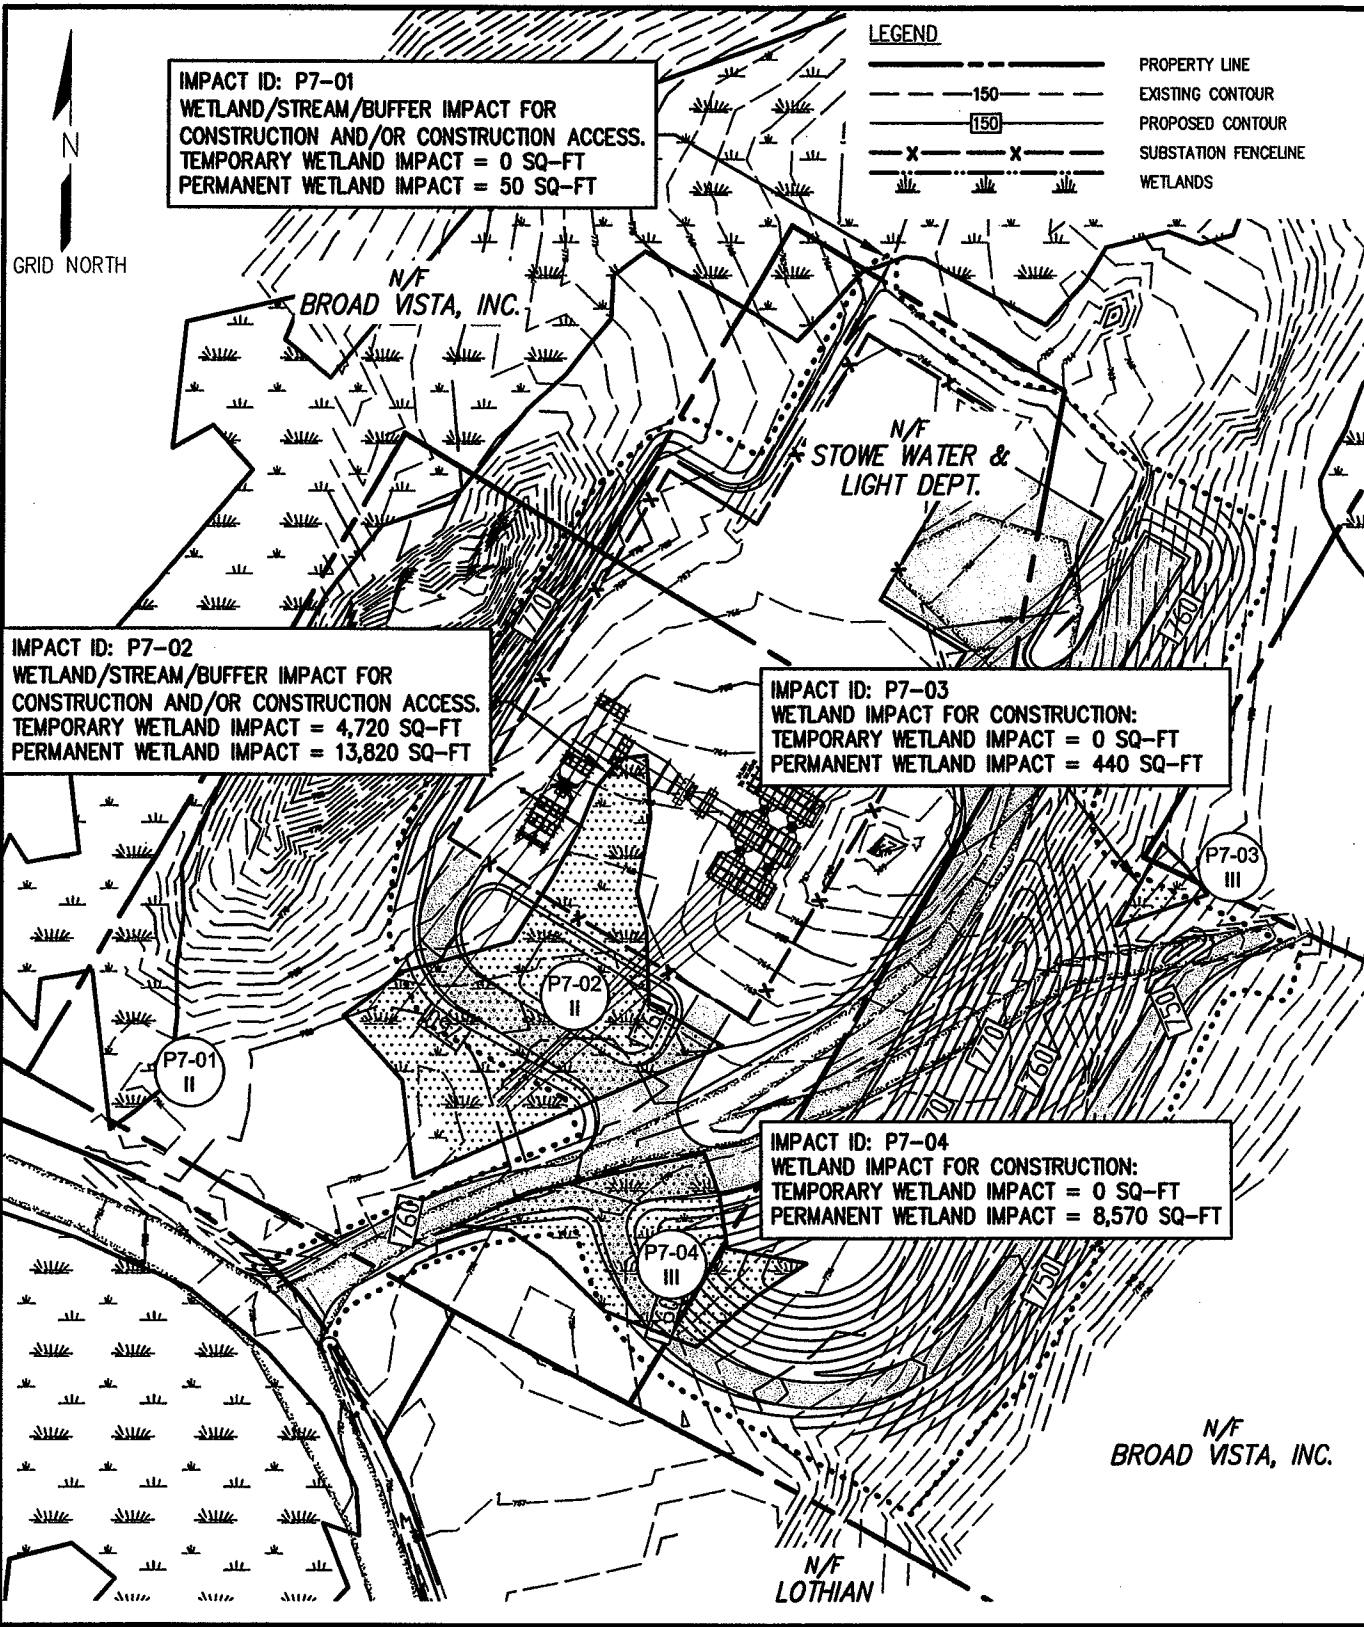 LEGEND
PROPERTY LINE
150 EXISTING CONTOUR
150 PROPOSED CONTOUR
X X SUBSTATION FENCELINE
WETLANDS
N
GRID NORTH
IMPACT ID: P7-01
WETLAND/STREAM/BUFFER IMPACT FOR
CONSTRUCTION AND/OR CONSTRUCTION ACCESS.
TEMPORARY WETLAND IMPACT = 0 SQ-FT
PERMANENT WETLAND IMPACT = 50 SQ-FT
N/F
BROAD VISTA, INC.
N/F
STOWE WATER &
LIGHT DEPT.
770
760
IMPACT ID: P7-02
WETLAND/STREAM/BUFFER IMPACT FOR
CONSTRUCTION AND/OR CONSTRUCTION ACCESS.
TEMPORARY WETLAND IMPACT = 4,720 SQ-FT
PERMANENT WETLAND IMPACT = 13,820 SQ-FT
IMPACT ID: P7-03
WETLAND IMPACT FOR CONSTRUCTION:
TEMPORARY WETLAND IMPACT = 0 SQ-FT
PERMANENT WETLAND IMPACT = 440 SQ-FT
P7-03
III
P7-02
II
P7-01
II
750
770
760
IMPACT ID: P7-04
WETLAND IMPACT FOR CONSTRUCTION:
TEMPORARY WETLAND IMPACT = 0 SQ-FT
PERMANENT WETLAND IMPACT = 8,570 SQ-FT
760
P7-04
III
750
N/F
BROAD VISTA, INC.
N/F
LOTHIAN